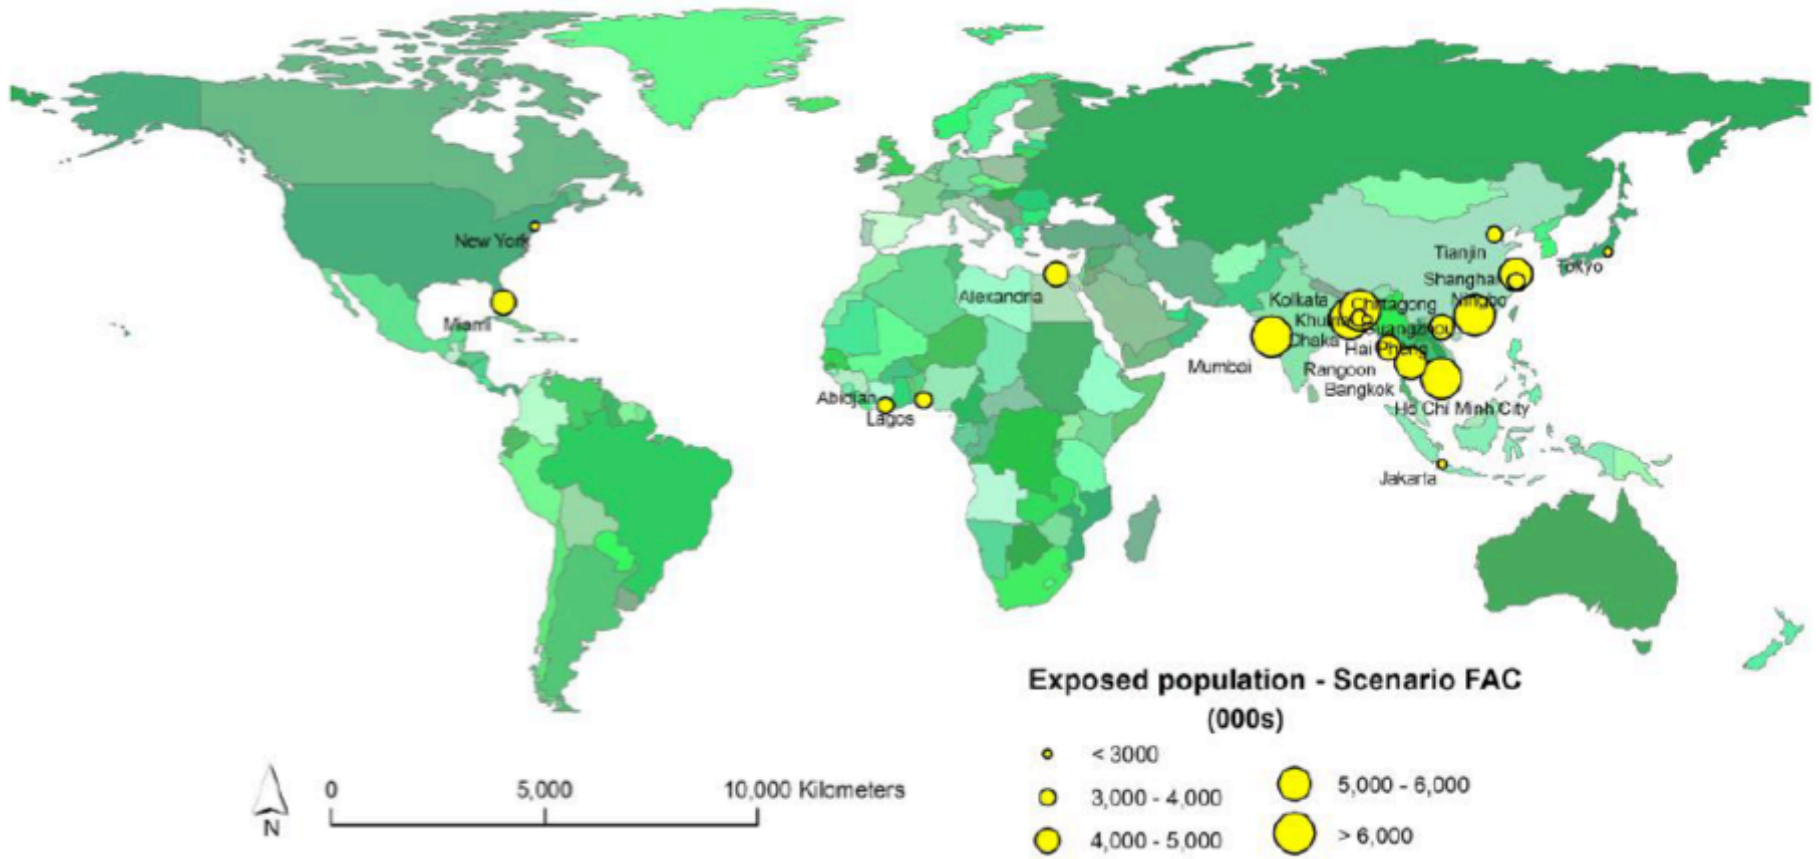 New York
Miami
Alexandria
Abidjan
Lagos
Mumbai
Kolkata
Chittagong
Khulna
Dhaka
Guangzhou
Hai Phong
Rangoon
Bangkok
Ho Chi Minh City
Tianjin
Shanghai
Tokyo
Ningbo
Jakarta
Exposed population - Scenario FAC
(000s)
< 3000
3,000 - 4,000
4,000 - 5,000
5,000 - 6,000
> 6,000
0 5,000 10,000 Kilometers
N